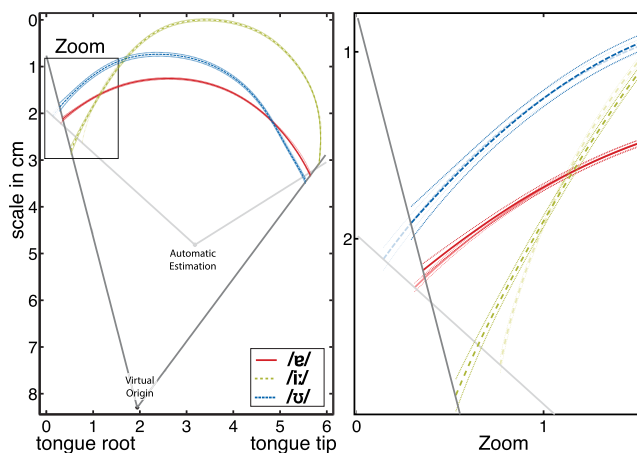 0
1
2
3
4
5
6
7
8
scale in cm
Zoom
Automatic
Estimation
Virtual
Origin
/ɐ/
/iː/
/ʊ/
0 1 2 3 4 5 6
tongue root tongue tip
1
2
0 1
Zoom